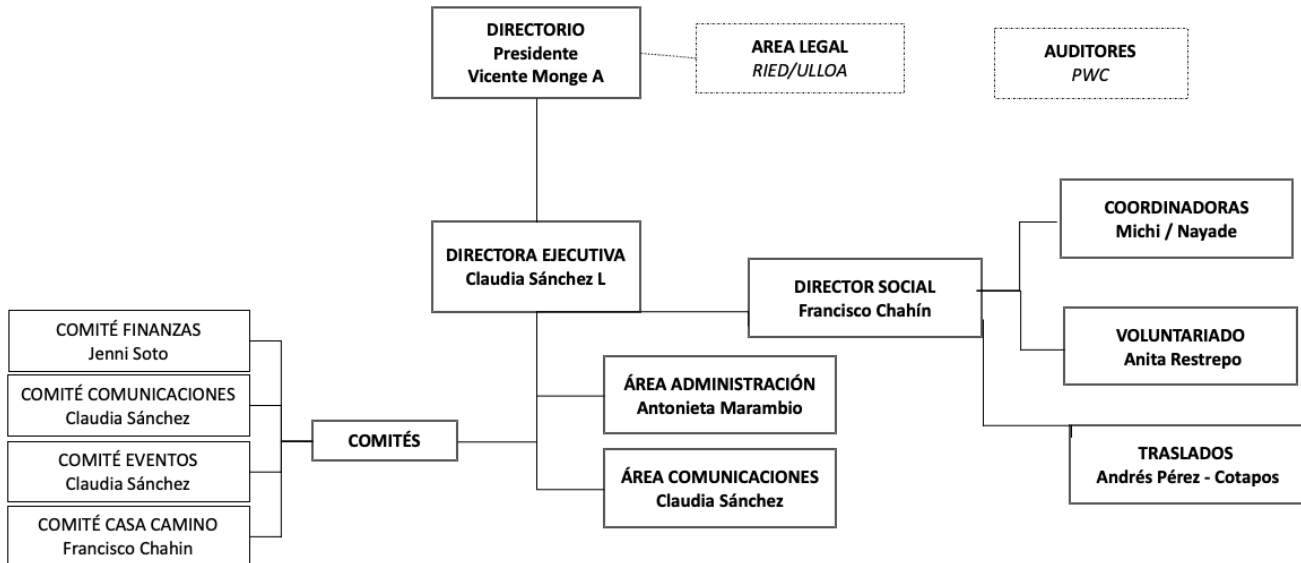 DIRECTORIO
Presidente
Vicente Monge A
AREA LEGAL
RIED/ULLOA
AUDITORES
PWC
DIRECTORA EJECUTIVA
Claudia Sánchez L
DIRECTOR SOCIAL
Francisco Chahín
COORDINADORAS
Michi / Nayade
VOLUNTARIADO
Anita Restrepo
TRASLADOS
Andrés Pérez - Cotapos
ÁREA ADMINISTRACIÓN
Antonieta Marambio
ÁREA COMUNICACIONES
Claudia Sánchez
COMITÉS
COMITÉ FINANZAS
Jenni Soto
COMITÉ COMUNICACIONES
Claudia Sánchez
COMITÉ EVENTOS
Claudia Sánchez
COMITÉ CASA CAMINO
Francisco Chahin